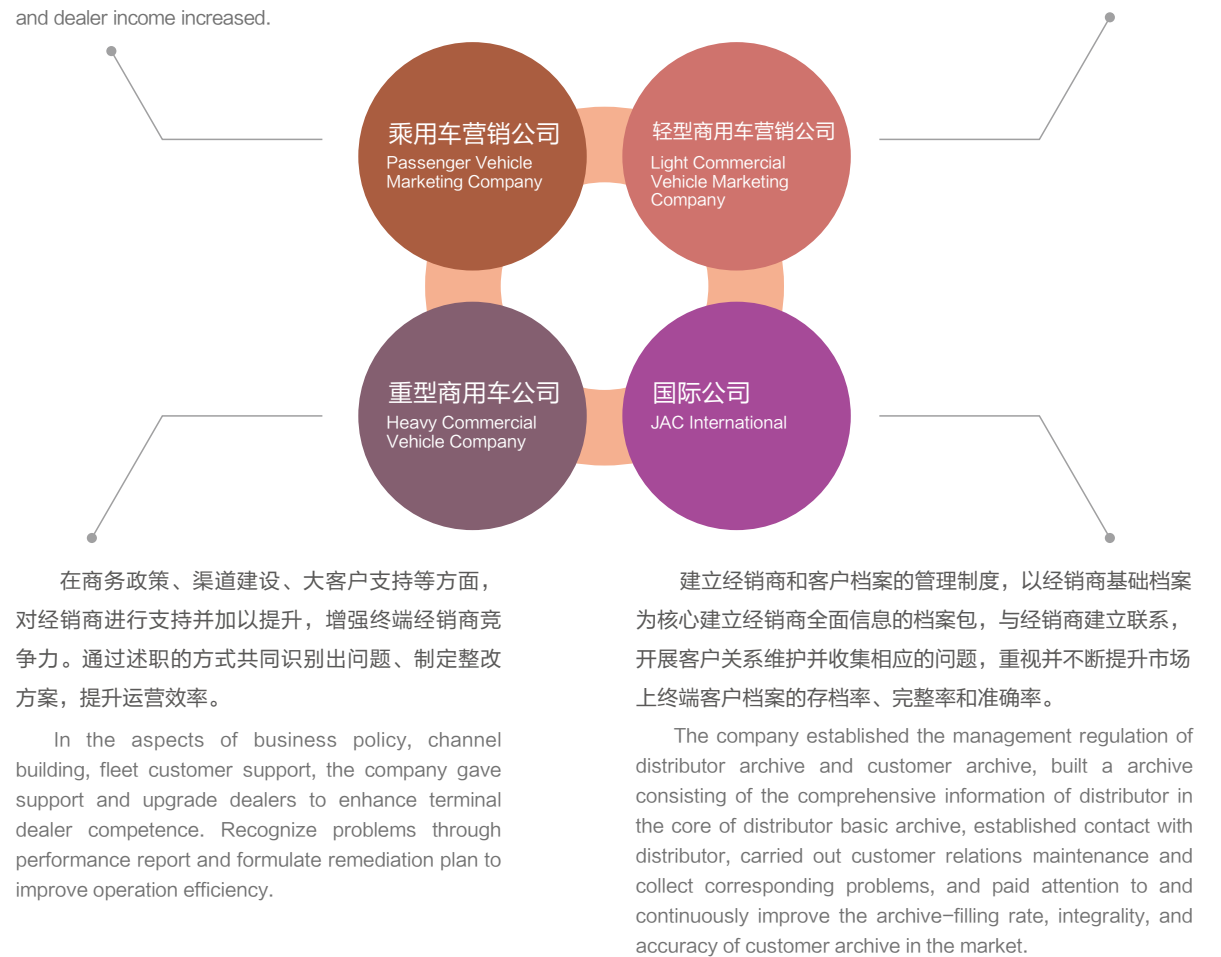 and dealer income increased.
乘用车营销公司
Passenger Vehicle
Marketing Company
轻型商用车营销公司
Light Commercial
Vehicle Marketing
Company
重型商用车公司
Heavy Commercial
Vehicle Company
国际公司
JAC International
在商务政策、渠道建设、大客户支持等方面，
对经销商进行支持并加以提升，增强终端经销商竞
争力。通过述职的方式共同识别出问题、制定整改
方案，提升运营效率。
In the aspects of business policy, channel
building, fleet customer support, the company gave
support and upgrade dealers to enhance terminal
dealer competence. Recognize problems through
performance report and formulate remediation plan to
improve operation efficiency.
建立经销商和客户档案的管理制度，以经销商基础档案
为核心建立经销商全面信息的档案包，与经销商建立联系，
开展客户关系维护并收集相应的问题，重视并不断提升市场
上终端客户档案的存档率、完整率和准确率。
The company established the management regulation of
distributor archive and customer archive, built a archive
consisting of the comprehensive information of distributor in
the core of distributor basic archive, established contact with
distributor, carried out customer relations maintenance and
collect corresponding problems, and paid attention to and
continuously improve the archive-filling rate, integrality, and
accuracy of customer archive in the market.